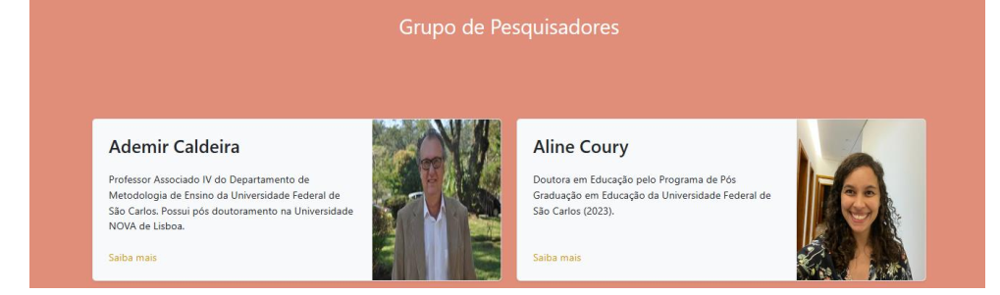 Grupo de Pesquisadores
Ademir Caldeira
Professor Associado IV do Departamento de
Metodologia de Ensino da Universidade Federal de
São Carlos. Possui pós doutoramento na Universidade
NOVA de Lisboa.
Saiba mais
Aline Coury
Doutora em Educação pelo Programa de Pós
Graduação em Educação da Universidade Federal de
São Carlos (2023).
Saiba mais